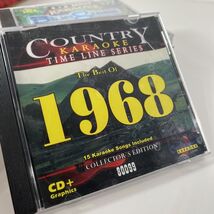 COUNTRY
KARAOKE
TIME LINE SERIES
The Best Of
1968
15 Karaoke Songs Included
COLLECTOR'S EDITION
CD+
Graphics